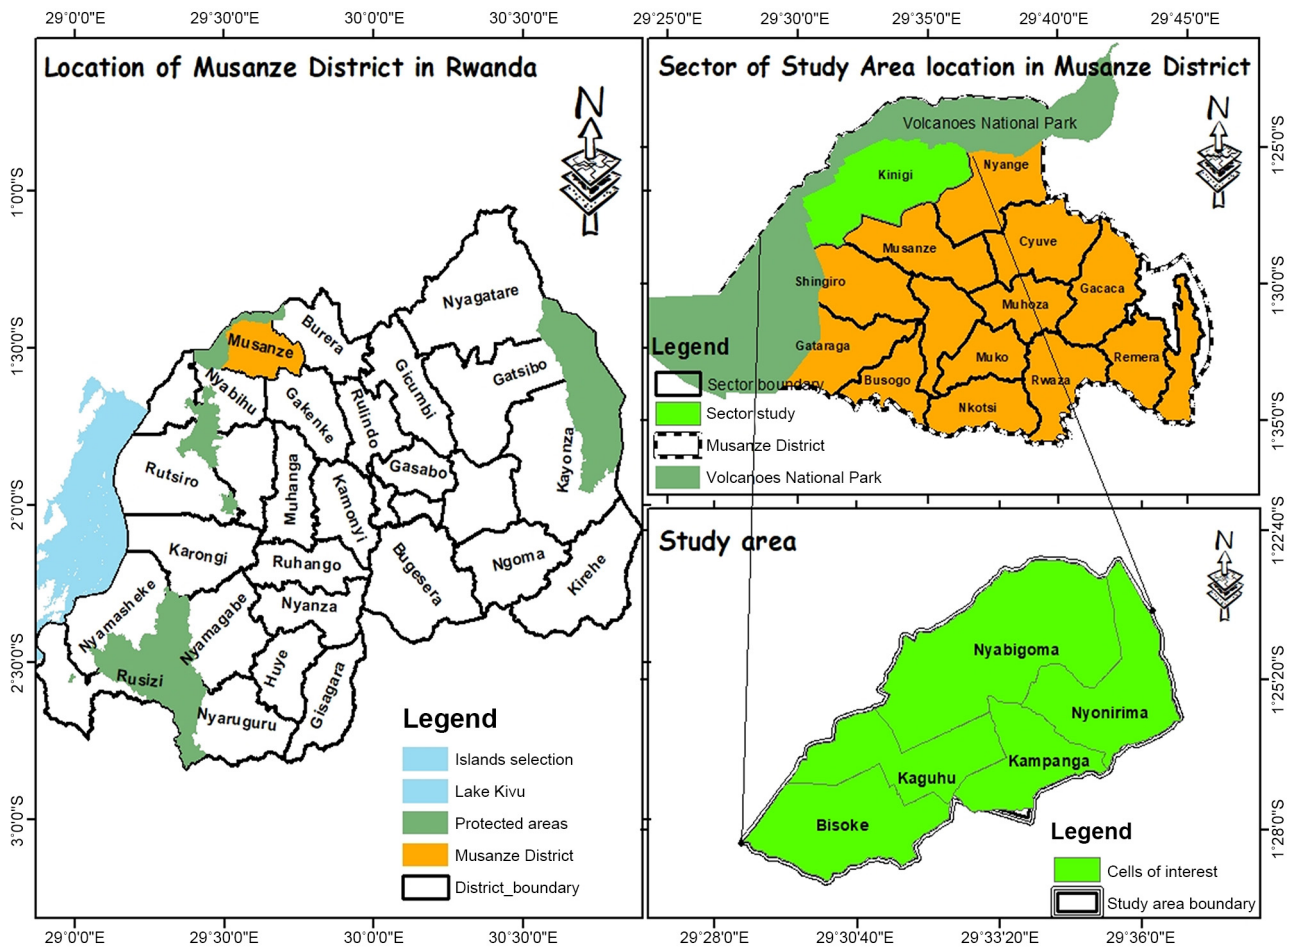 29°0'0"E
29°30'0"E
30°00'0"E
30°50'0"E
29°25'0"E
29°30'0"E
29°35'0"E
29°40'0"E
29°45'0"E
Location of Musanze District in Rwanda
N
1°0'0"S
1°30'0"S
2°0'0"S
2°30'0"S
3°0'0"S
Nyagatare
Burera
Musanze
Gatsibo
Gicumbi
Nyabihu
Gakenke
Rulindo
Kayonza
Rutsiro
Muhanga
Gasabo
Kamonyi
Karongi
Ruhango
Bugesera
Ngoma
Kirehe
Nyamasheke
Nyamagabe
Nyanza
Huye
Rusizi
Gisagara
Nyaruguru
Legend
Islands selection
Lake Kivu
Protected areas
Musanze District
District_boundary
29°0'0"E
29°30'0"E
30°00'0"E
30°50'0"E
Sector of Study Area location in Musanze District
N
Volcanoes National Park
Kinigi
Nyange
Musanze
Cyuve
Shingiro
Gacaca
Muhoza
Gataraga
Muko
Remera
Busogo
Rwaza
Nkotsi
Legend
Sector boundary
Sector study
Musanze District
Volcanoes National Park
1°25'0"S
1°30'0"S
1°35'0"S
Study area
N
Nyabigoma
Nyonirima
Kampanga
Kaguhu
Bisoke
Legend
Cells of interest
Study area boundary
1°22'40"S
1°25'20"S
1°28'0"S
29°28'0"E
29°30'40"E
29°33'20"E
29°36'0"E